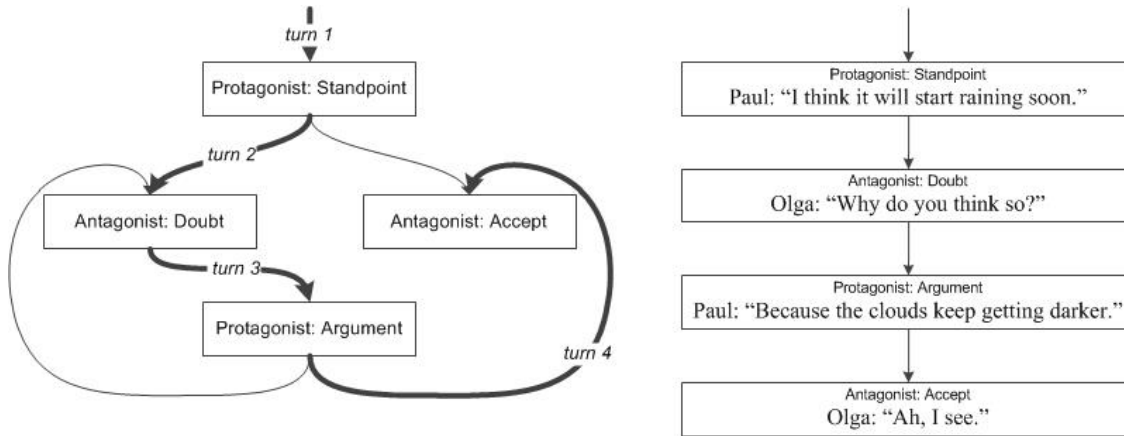 turn 1
Protagonist: Standpoint
turn 2
Antagonist: Doubt
Antagonist: Accept
turn 3
Protagonist: Argument
turn 4
Protagonist: Standpoint
Paul: “I think it will start raining soon.”
Antagonist: Doubt
Olga: “Why do you think so?”
Protagonist: Argument
Paul: “Because the clouds keep getting darker.”
Antagonist: Accept
Olga: “Ah, I see.”